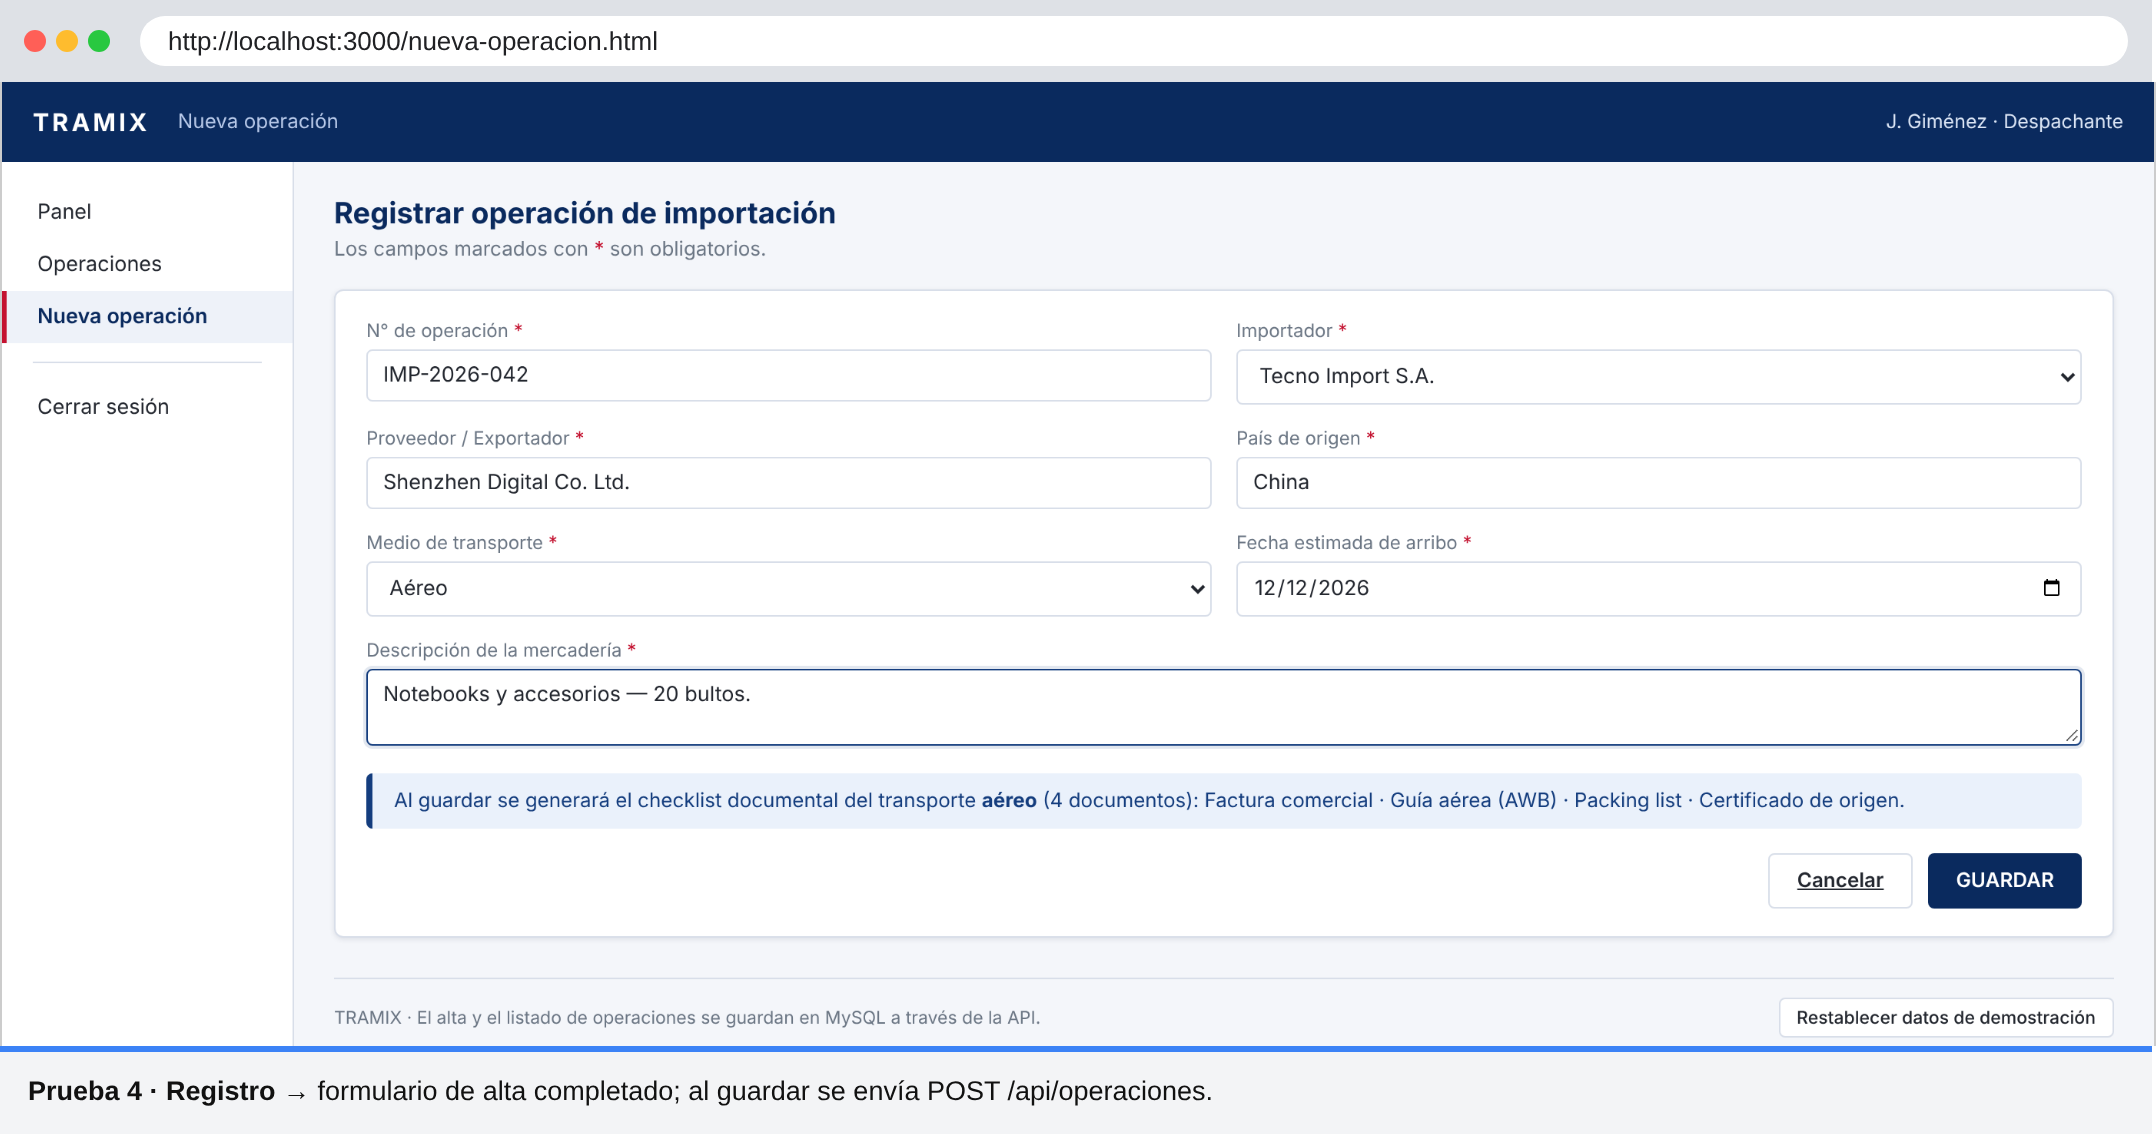 http://localhost:3000/nueva-operacion.html
TRAMIX Nueva operación J. Giménez · Despachante
Panel
Operaciones
Nueva operación
Cerrar sesión
Registrar operación de importación
Los campos marcados con * son obligatorios.
N° de operación * Importador *
IMP-2026-042 Tecno Import S.A.
Proveedor / Exportador * País de origen *
Shenzhen Digital Co. Ltd. China
Medio de transporte * Fecha estimada de arribo *
Aéreo 12/12/2026
Descripción de la mercadería *
Notebooks y accesorios — 20 bultos.
Al guardar se generará el checklist documental del transporte aéreo (4 documentos): Factura comercial · Guía aérea (AWB) · Packing list · Certificado de origen.
Cancelar GUARDAR
TRAMIX · El alta y el listado de operaciones se guardan en MySQL a través de la API. Restablecer datos de demostración
Prueba 4 · Registro → formulario de alta completado; al guardar se envía POST /api/operaciones.